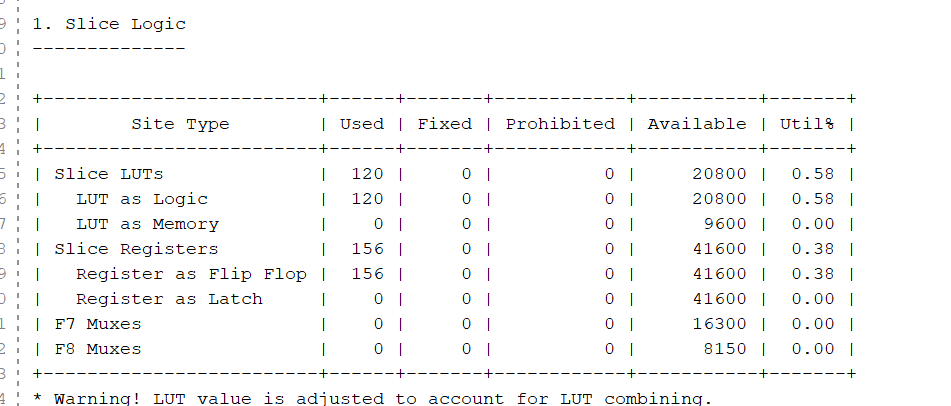 1. Slice Logic
--------------
+--------------------------+------+-------+------------+-----------+-------+
|         Site Type        | Used | Fixed | Prohibited | Available | Util% |
+--------------------------+------+-------+------------+-----------+-------+
| Slice LUTs               |  120 |     0 |          0 |     20800 |  0.58 |
|   LUT as Logic           |  120 |     0 |          0 |     20800 |  0.58 |
|   LUT as Memory          |    0 |     0 |          0 |      9600 |  0.00 |
| Slice Registers          |  156 |     0 |          0 |     41600 |  0.38 |
|   Register as Flip Flop  |  156 |     0 |          0 |     41600 |  0.38 |
|   Register as Latch      |    0 |     0 |          0 |     41600 |  0.00 |
| F7 Muxes                 |    0 |     0 |          0 |     16300 |  0.00 |
| F8 Muxes                 |    0 |     0 |          0 |      8150 |  0.00 |
+--------------------------+------+-------+------------+-----------+-------+
* Warning! LUT value is adjusted to account for LUT combining.